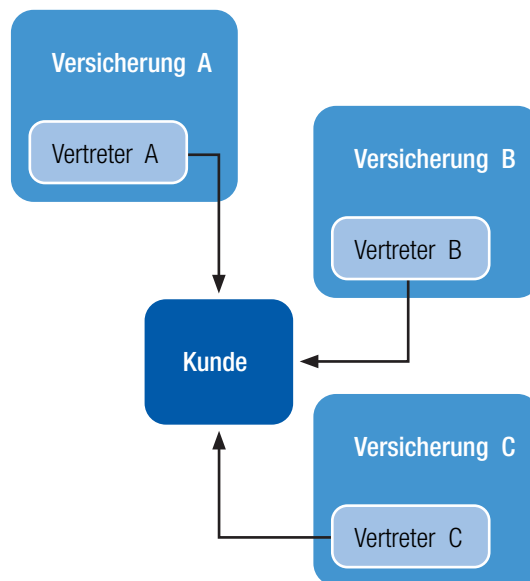 Versicherung A
Vertreter A
Versicherung B
Vertreter B
Kunde
Versicherung C
Vertreter C